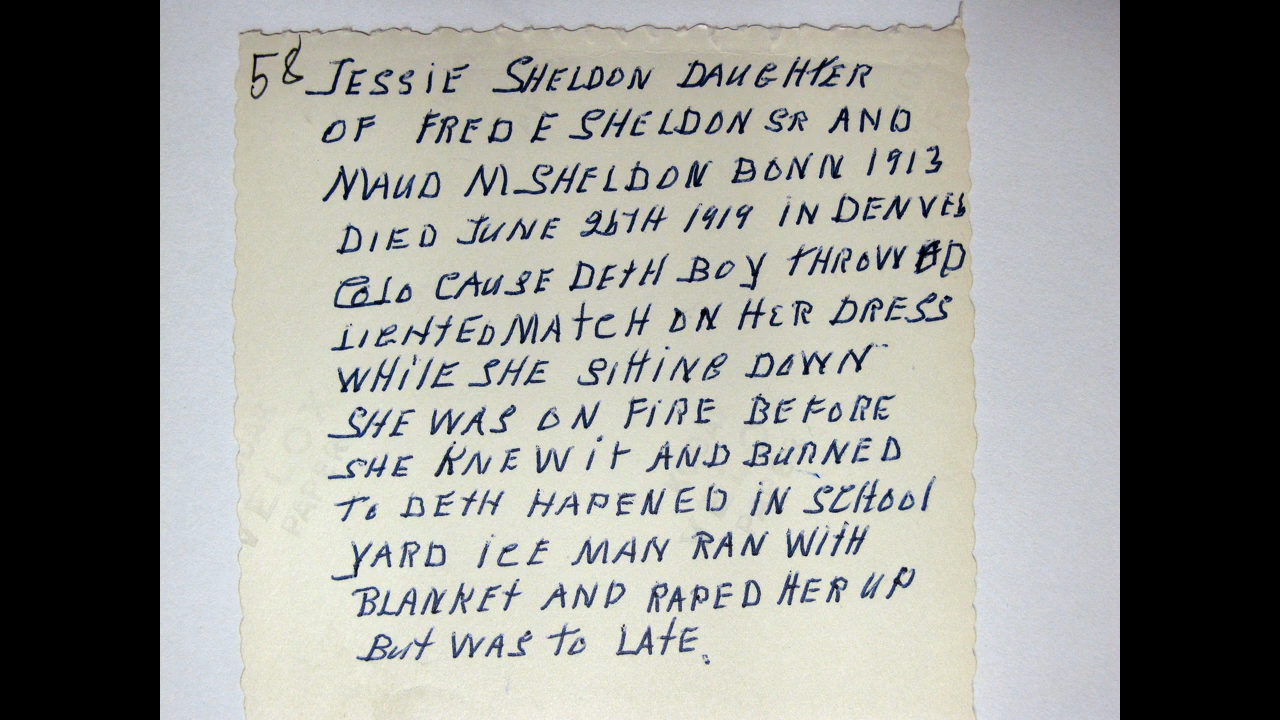 58 JESSIE SHELDON DAUGHTER
OF FRED E SHELDON SR AND
MAUD M SHELDON BONN 1913
DIED JUNE 26TH 1919 IN DENVER
COLO CAUSE DETH BOY THROWED
LIGHTED MATCH ON HER DRESS
WHILE SHE SITTING DOWN
SHE WAS ON FIRE BEFORE
SHE KNEW IT AND BURNED
TO DETH HAPENED IN SCHOOL
YARD ICE MAN RAN WITH
BLANKET AND RAPED HER UP
BUT WAS TO LATE.